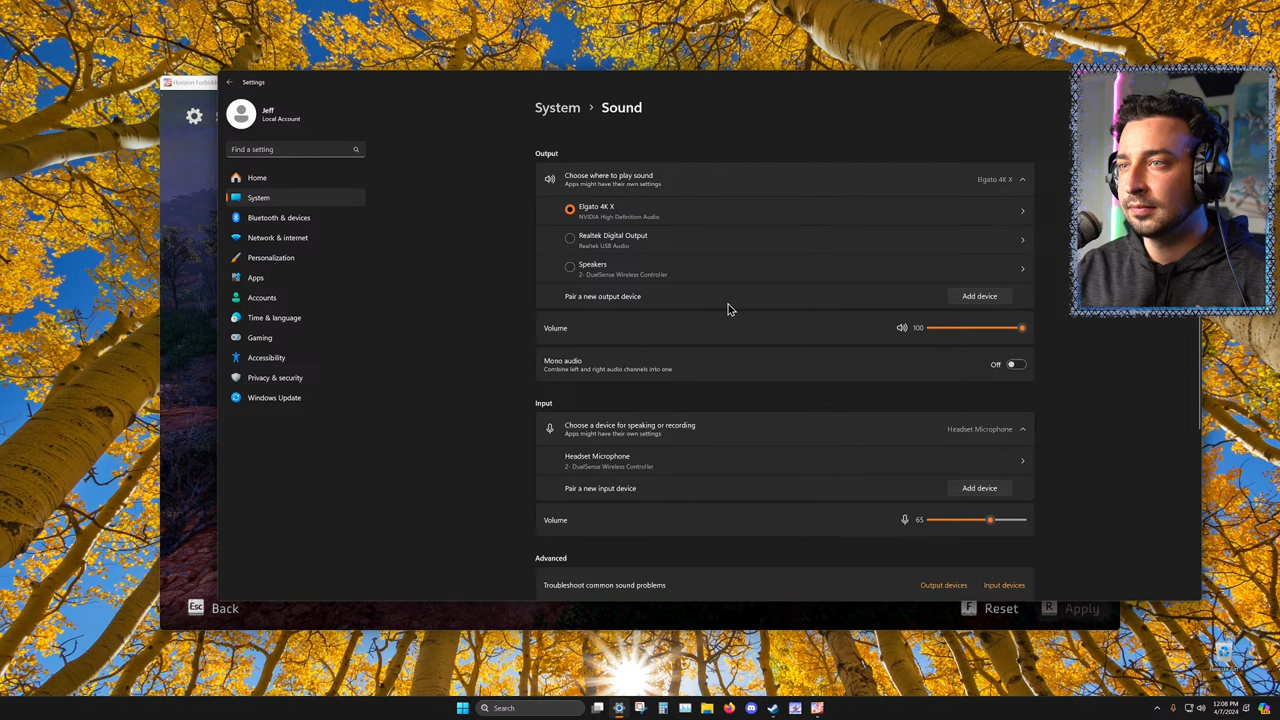 Horizon Forbidd
Settings
Jeff
Local Account
Find a setting
Home
System
Bluetooth & devices
Network & internet
Personalization
Apps
Accounts
Time & language
Gaming
Accessibility
Privacy & security
Windows Update
System > Sound
Output
Choose where to play sound
Apps might have their own settings
Elgato 4K X
Elgato 4K X
NVIDIA High Definition Audio
Realtek Digital Output
Realtek USB Audio
Speakers
2- DualSense Wireless Controller
Pair a new output device
Add device
Volume
100
Mono audio
Combine left and right audio channels into one
Off
Input
Choose a device for speaking or recording
Apps might have their own settings
Headset Microphone
Headset Microphone
2- DualSense Wireless Controller
Pair a new input device
Add device
Volume
65
Advanced
Troubleshoot common sound problems
Output devices
Input devices
Esc Back
F Reset
R Apply
Recycle Bin
Search
12:08 PM
4/7/2024